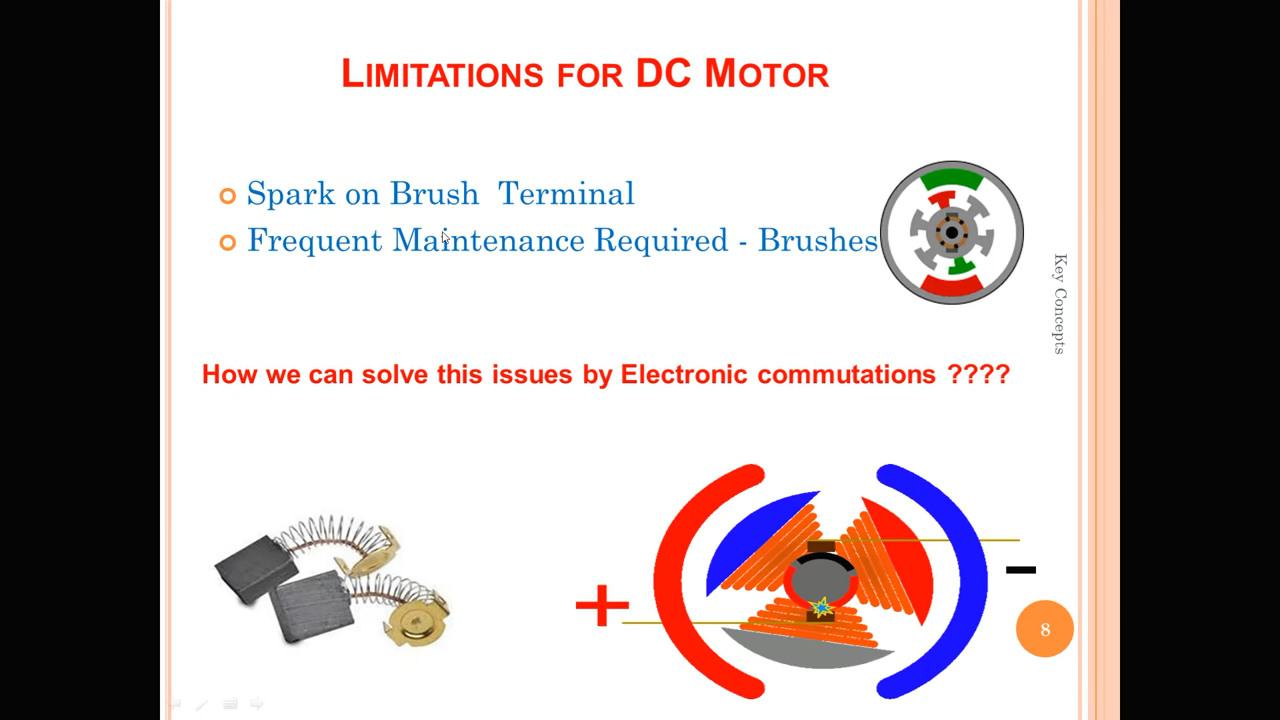 LIMITATIONS FOR DC MOTOR
Spark on Brush Terminal
Frequent Maintenance Required - Brushes
Key Concepts
How we can solve this issues by Electronic commutations ????
+
-
8